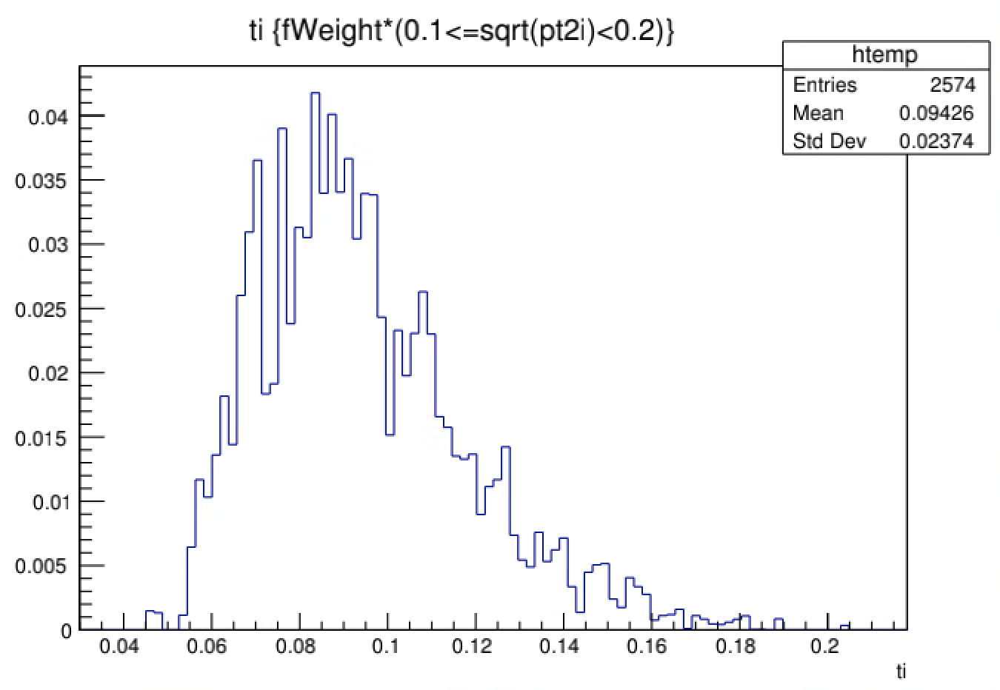 ti {fWeight*(0.1<=sqrt(pt2i)<0.2)}
htemp
Entries 2574
Mean 0.09426
Std Dev 0.02374
0.04
0.035
0.03
0.025
0.02
0.015
0.01
0.005
0
0.04 0.06 0.08 0.1 0.12 0.14 0.16 0.18 0.2
ti